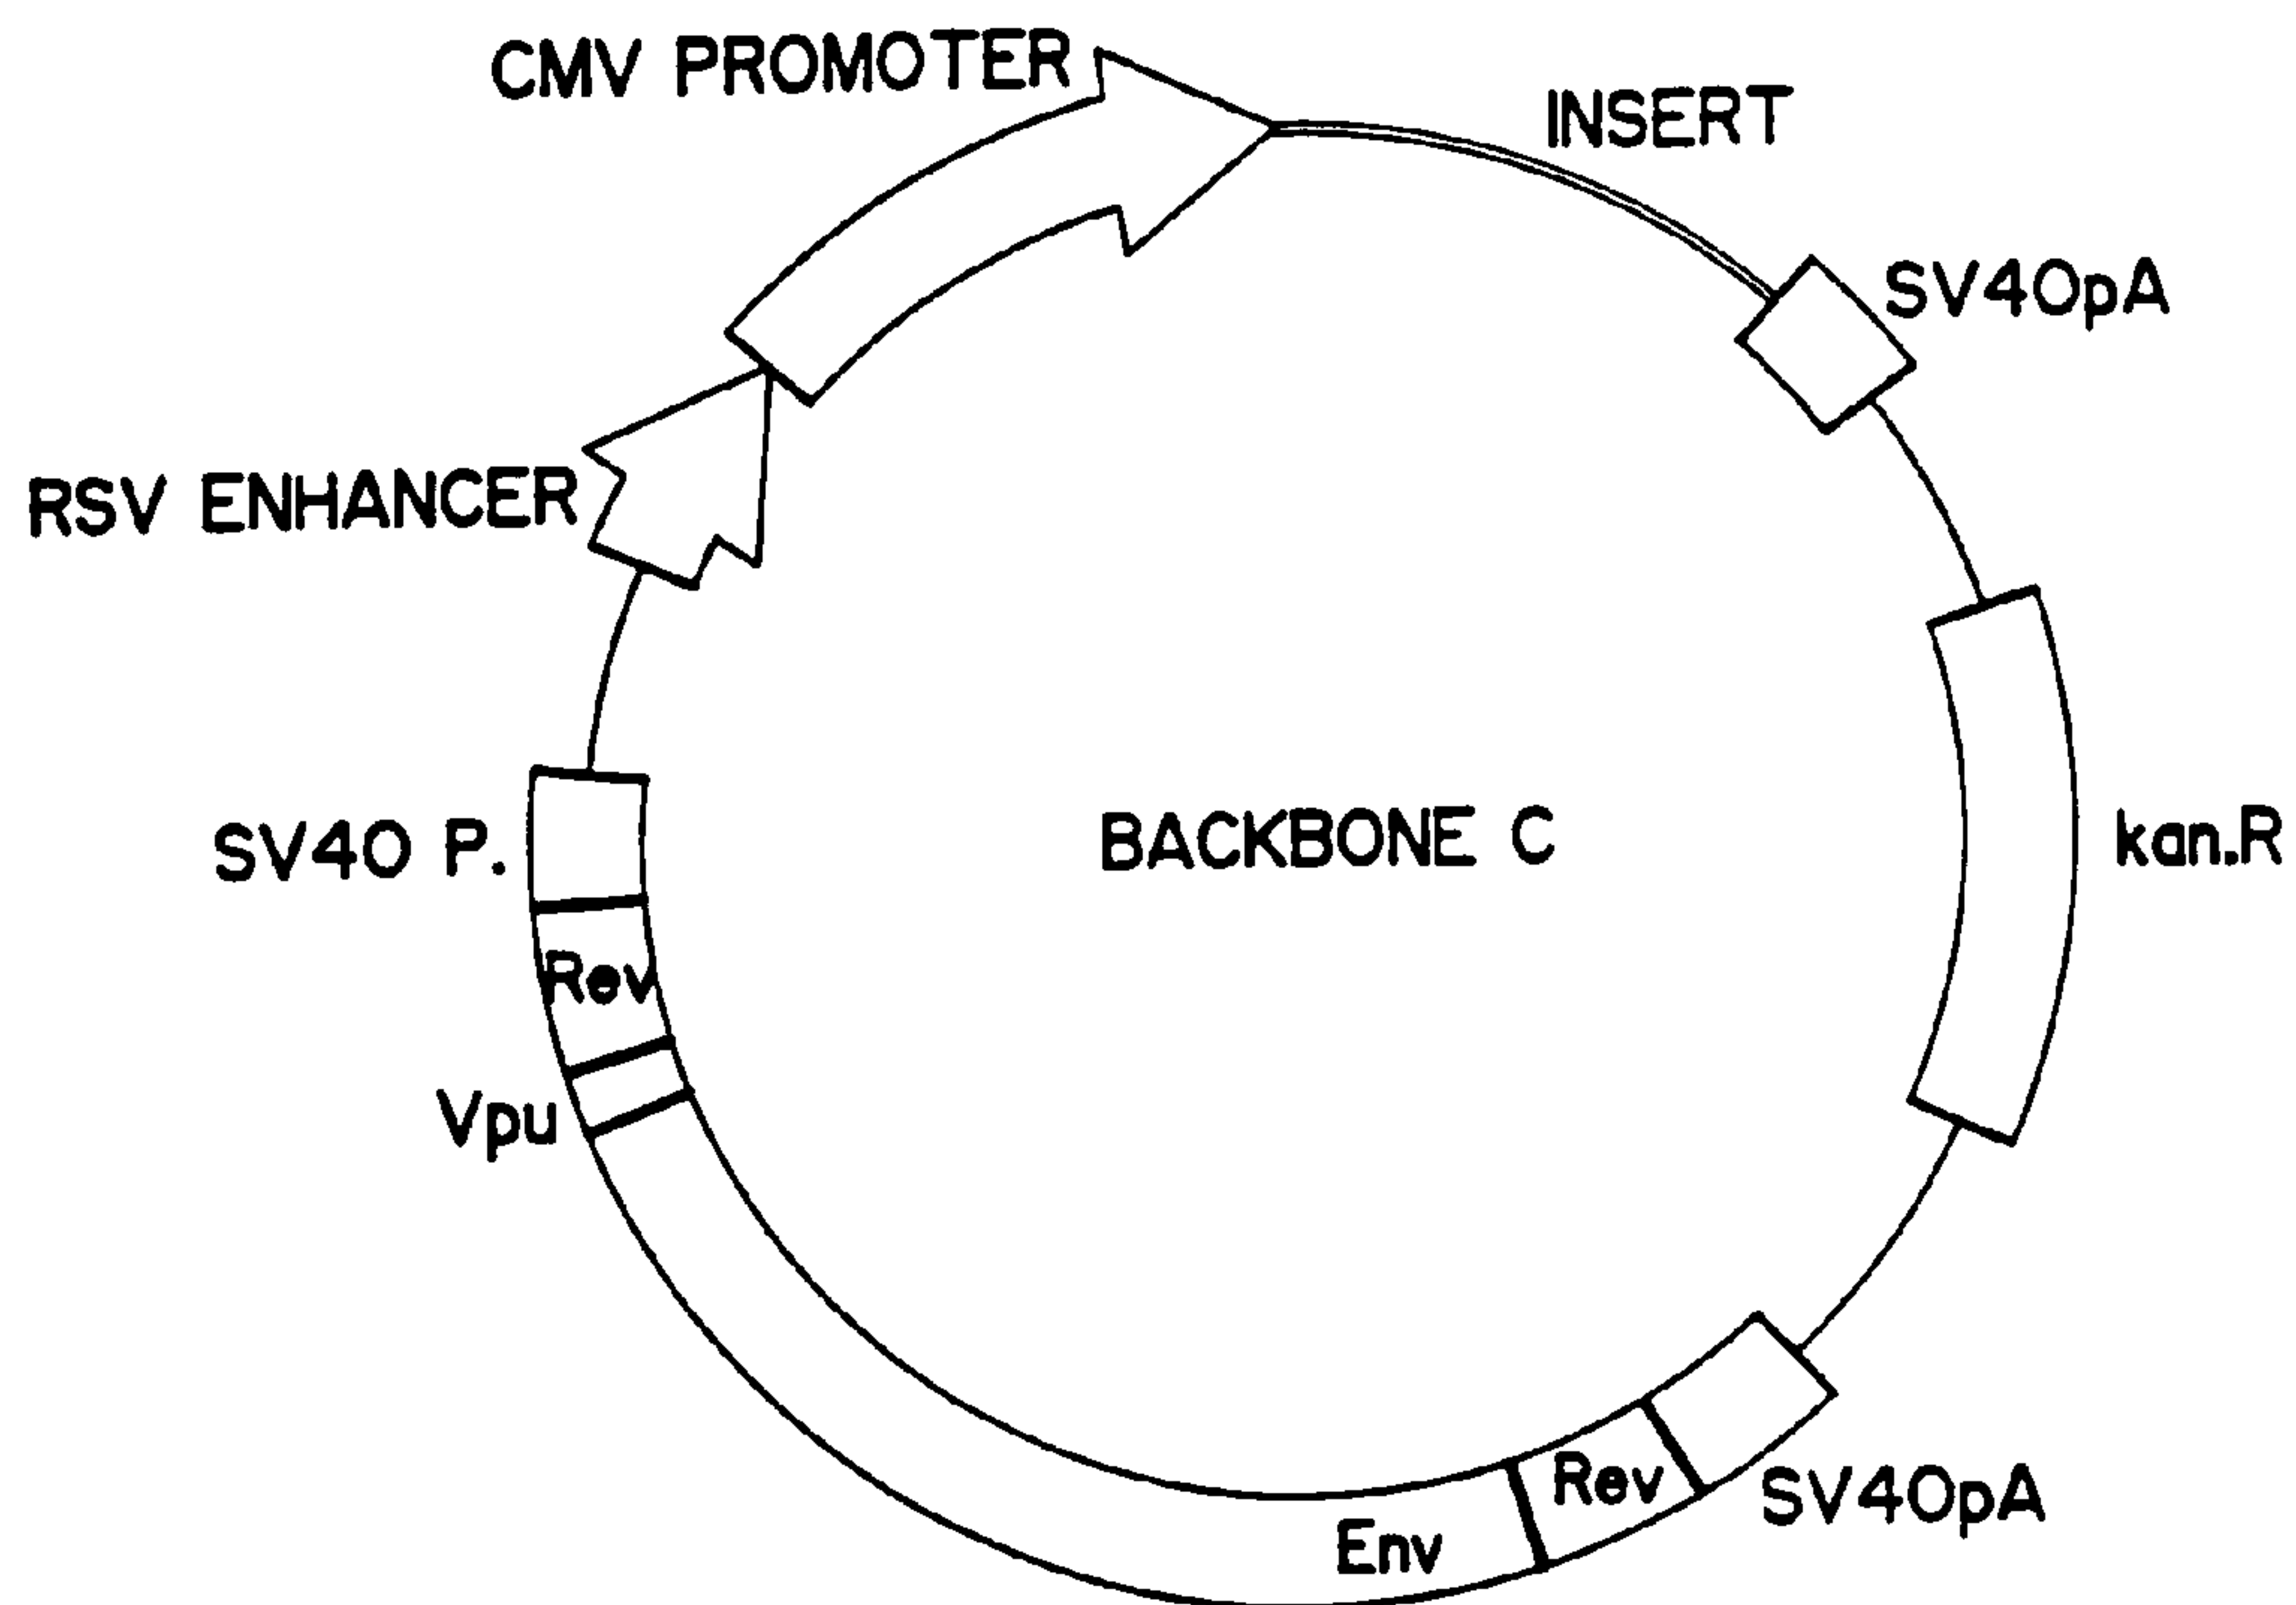 CMV PROMOTER
INSERT
SV40pA
RSV ENHANCER
SV40 P.
BACKBONE C
kan.R
Rev
Vpu
Rev
SV40pA
Env